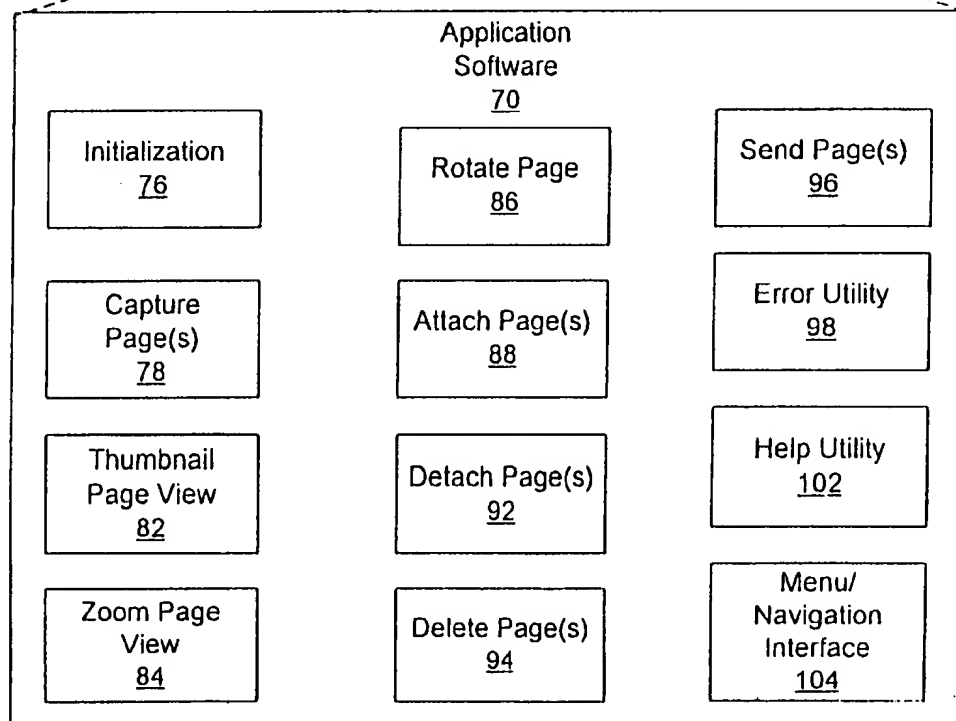 Application
Software
70
Initialization
76
Capture
Page(s)
78
Thumbnail
Page View
82
Zoom Page
View
84
Rotate Page
86
Attach Page(s)
88
Detach Page(s)
92
Delete Page(s)
94
Send Page(s)
96
Error Utility
98
Help Utility
102
Menu/
Navigation
Interface
104